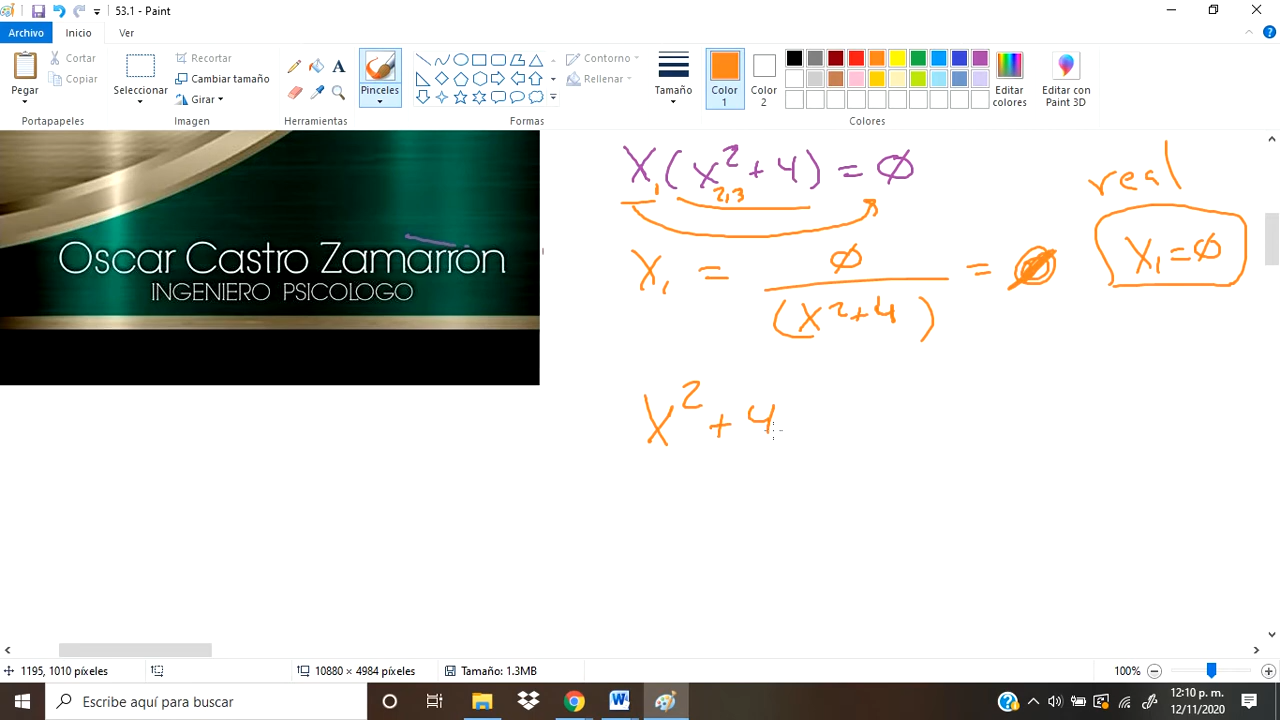 53.1 - Paint
Archivo Inicio Ver
Pegar
Cortar
Copiar
Portapapeles
Seleccionar
Recortar
Cambiar tamaño
Girar
Imagen
A
Herramientas
Pinceles
Contorno
Rellenar
Formas
Tamaño
Color 1
Color 2
Editar colores
Editar con Paint 3D
Colores
Oscar Castro Zamarrón
INGENIERO PSICOLOGO
X(x²+4)=∅
1 2,3
X₁ = ∅/(x²+4) = ∅
real
X₁=∅
X²+4
1195, 1010 píxeles
10880 × 4984 píxeles
Tamaño: 1.3MB
100%
Escribe aquí para buscar
12:10 p. m.
12/11/2020